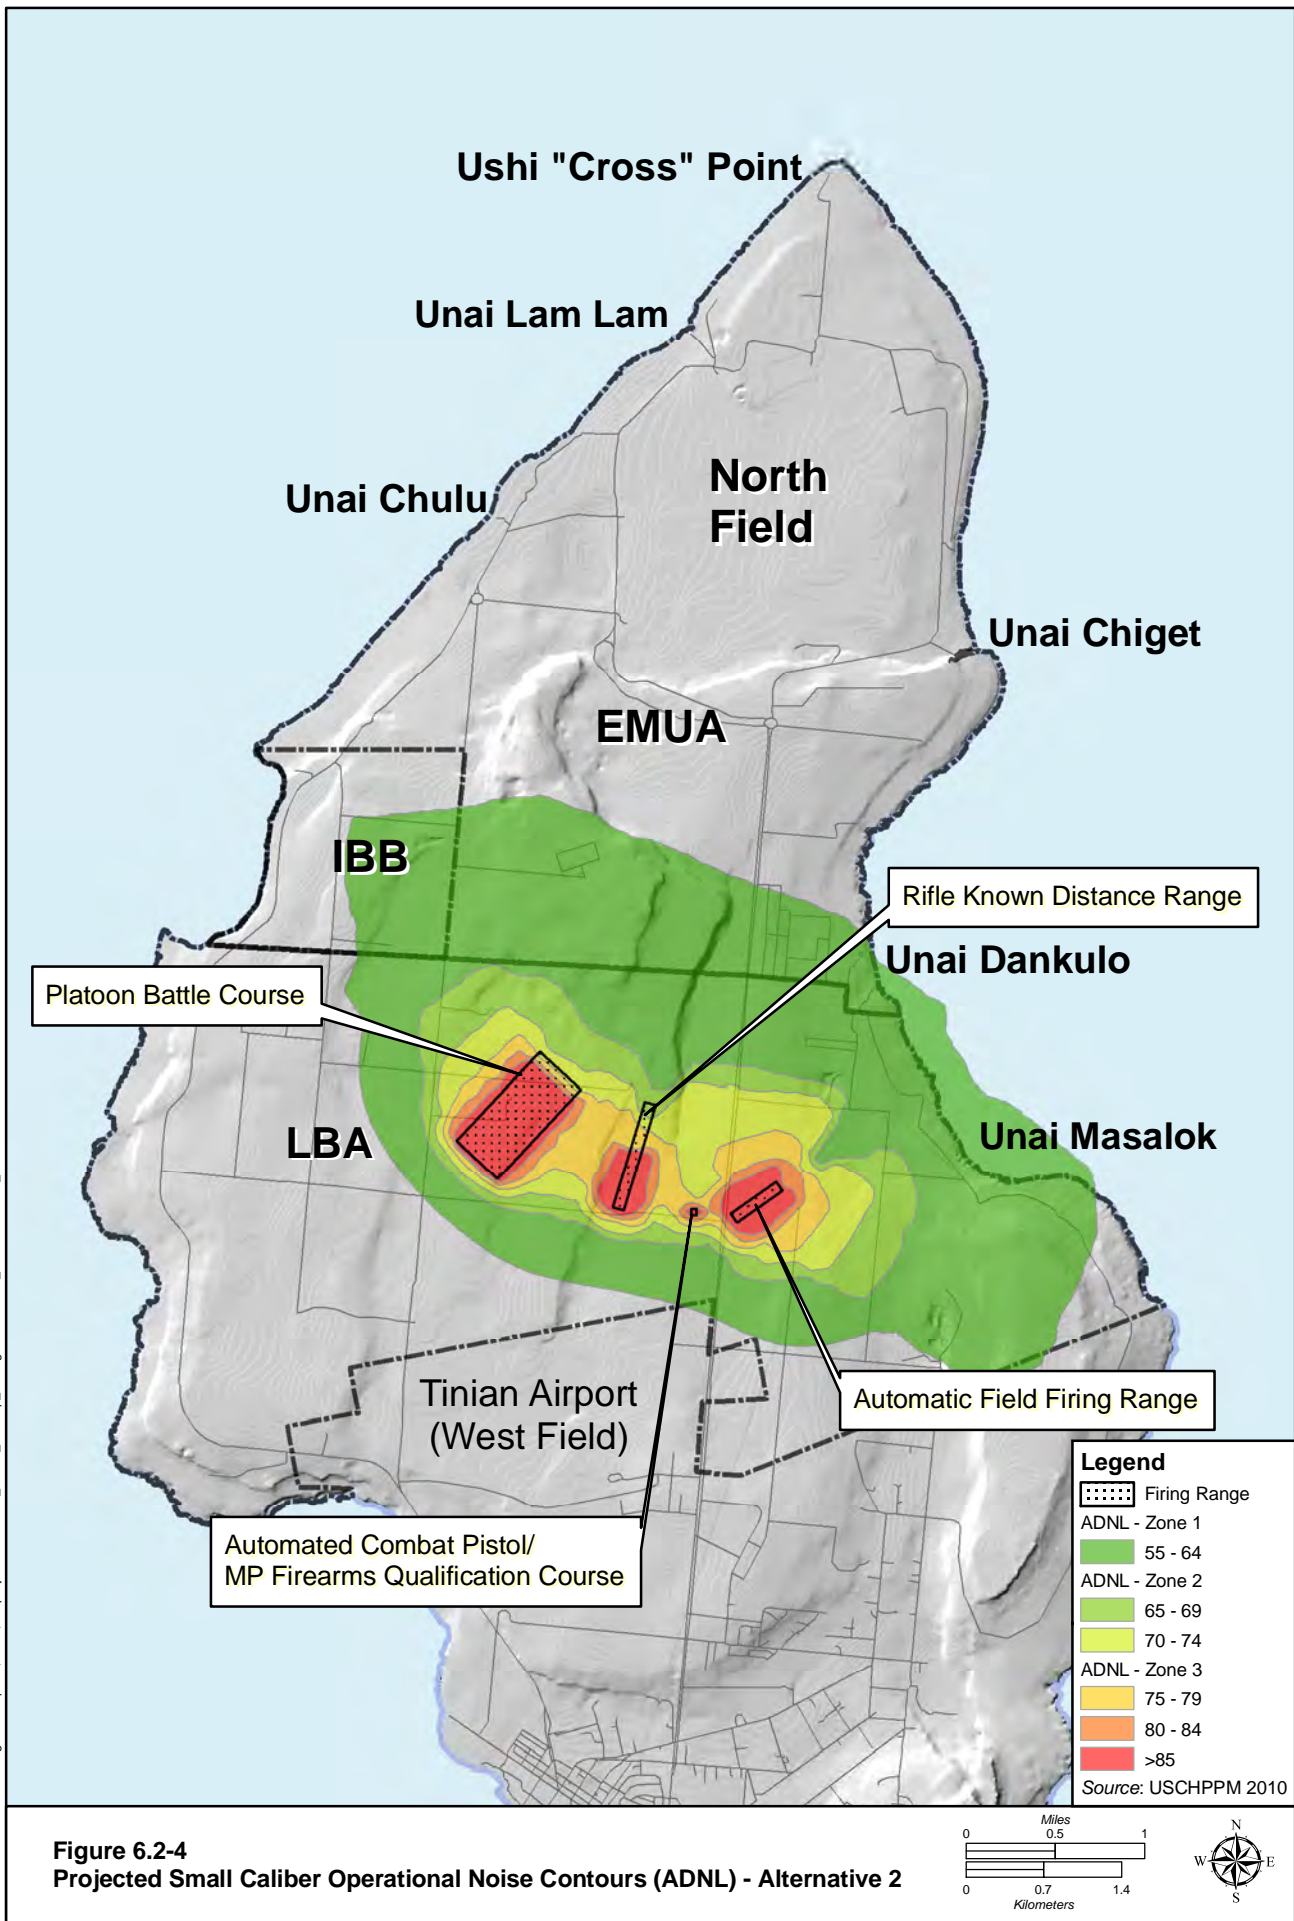 Ushi "Cross" Point
Unai Lam Lam
North
Field
Unai Chulu
Unai Chiget
EMUA
IBB
Rifle Known Distance Range
Unai Dankulo
Platoon Battle Course
LBA
Unai Masalok
Tinian Airport
(West Field)
Automatic Field Firing Range
Automated Combat Pistol/
MP Firearms Qualification Course
Legend
Firing Range
ADNL - Zone 1
55 - 64
ADNL - Zone 2
65 - 69
70 - 74
ADNL - Zone 3
75 - 79
80 - 84
>85
Source: USCHPPM 2010
Figure 6.2-4
Projected Small Caliber Operational Noise Contours (ADNL) - Alternative 2
Miles
0 0.5 1
0 0.7 1.4
Kilometers
N
W E
S